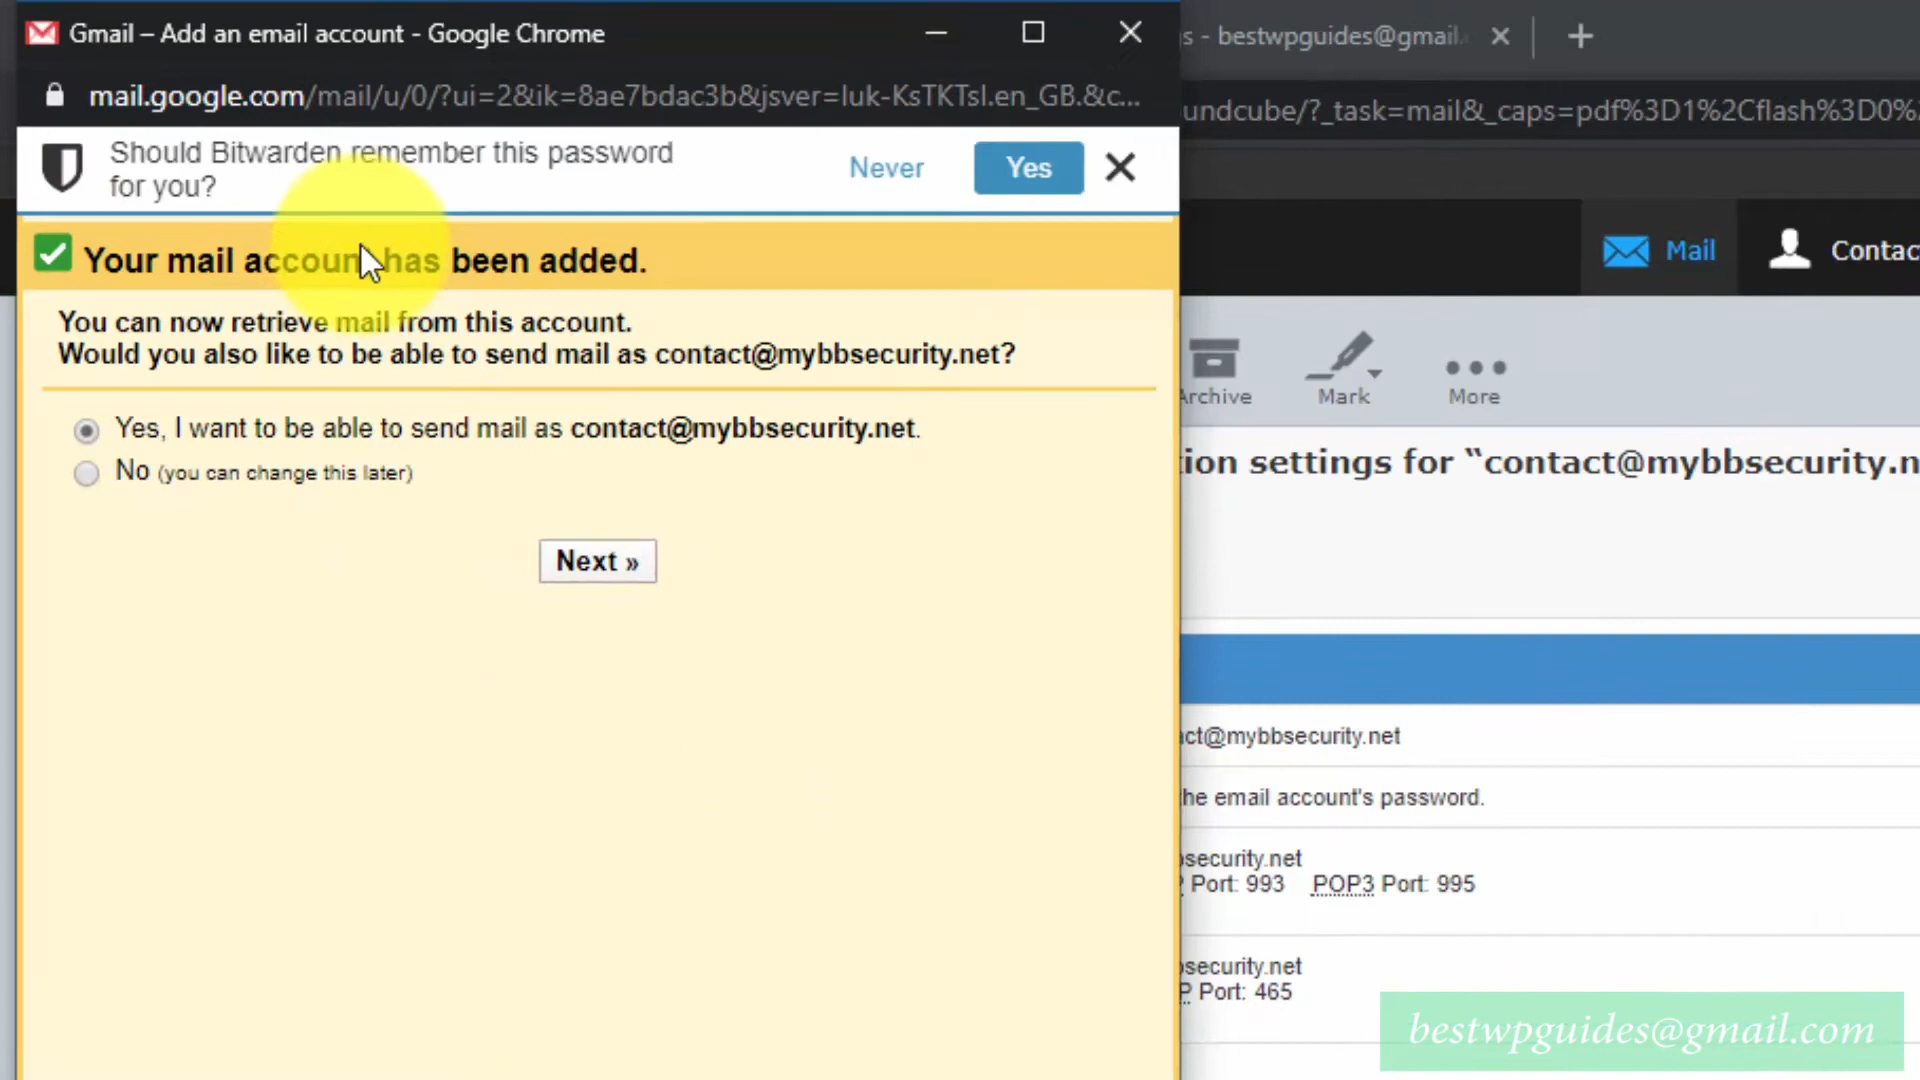 Gmail – Add an email account - Google Chrome
s - bestwpguides@gmail.c
mail.google.com/mail/u/0/?ui=2&ik=8ae7bdac3b&jsver=luk-KsTKTsI.en_GB.&c...
undcube/?_task=mail&_caps=pdf%3D1%2Cflash%3D0%
Should Bitwarden remember this password
for you?
Never
Yes
Your mail account has been added.
Mail
Contac
You can now retrieve mail from this account.
Would you also like to be able to send mail as contact@mybbsecurity.net?
Archive
Mark
More
Yes, I want to be able to send mail as contact@mybbsecurity.net.
No (you can change this later)
tion settings for “contact@mybbsecurity.n
Next »
act@mybbsecurity.net
the email account's password.
security.net
Port: 993 POP3 Port: 995
security.net
P Port: 465
bestwpguides@gmail.com